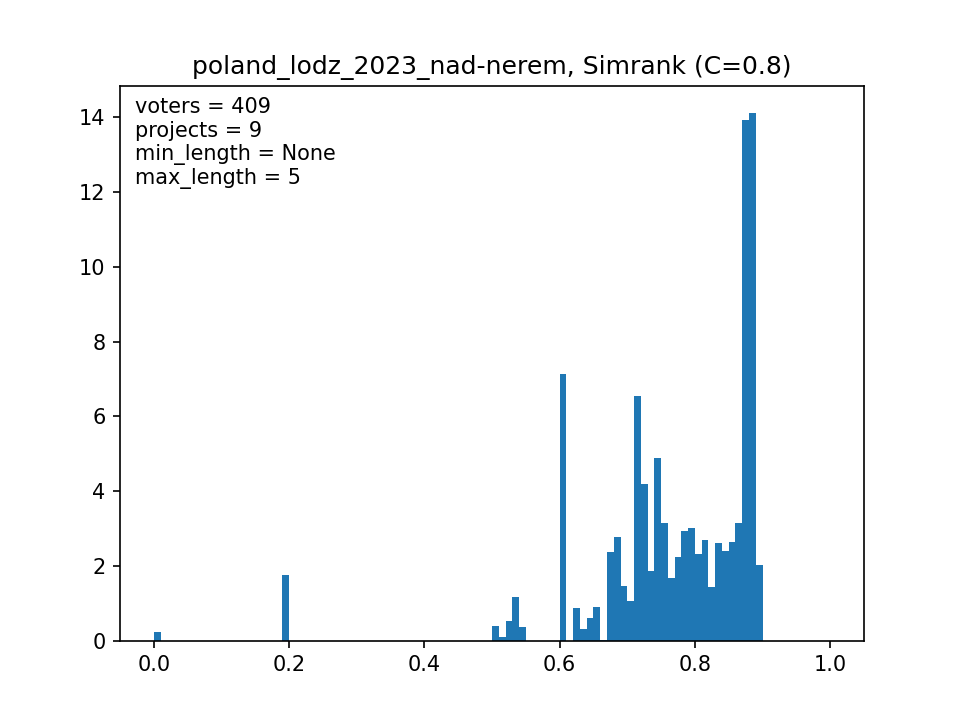 poland_lodz_2023_nad-nerem, Simrank (C=0.8)
voters = 409
projects = 9
min_length = None
max_length = 5
14
12
10
8
6
4
2
0
0.0 0.2 0.4 0.6 0.8 1.0